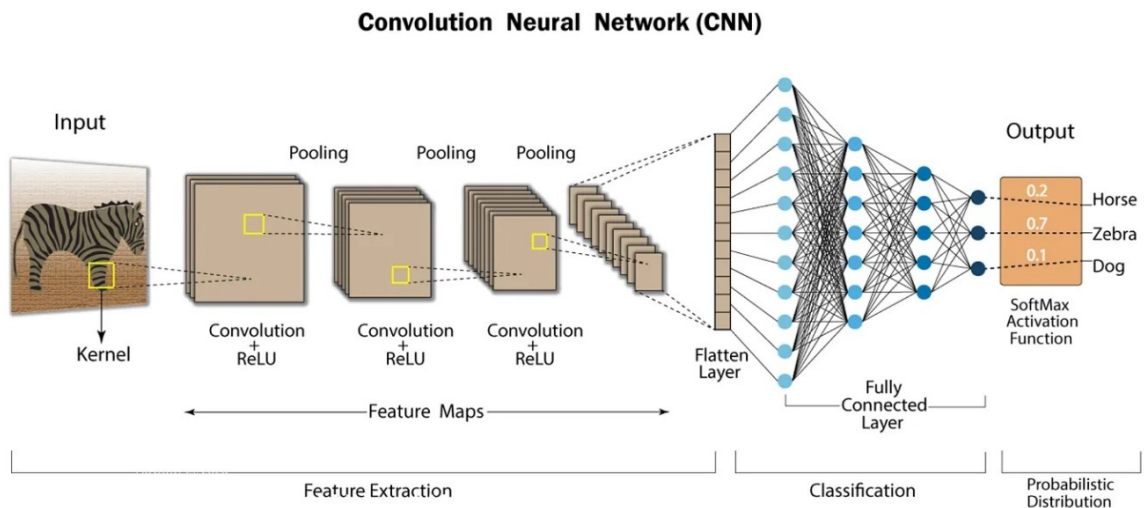 Convolution Neural Network (CNN)
Input
Kernel
Pooling
Pooling
Pooling
Convolution
+
ReLU
Convolution
+
ReLU
Convolution
+
ReLU
Feature Maps
Flatten
Layer
Fully
Connected
Layer
Output
0.2
Horse
0.7
Zebra
0.1
Dog
SoftMax
Activation
Function
Feature Extraction
Classification
Probabilistic
Distribution